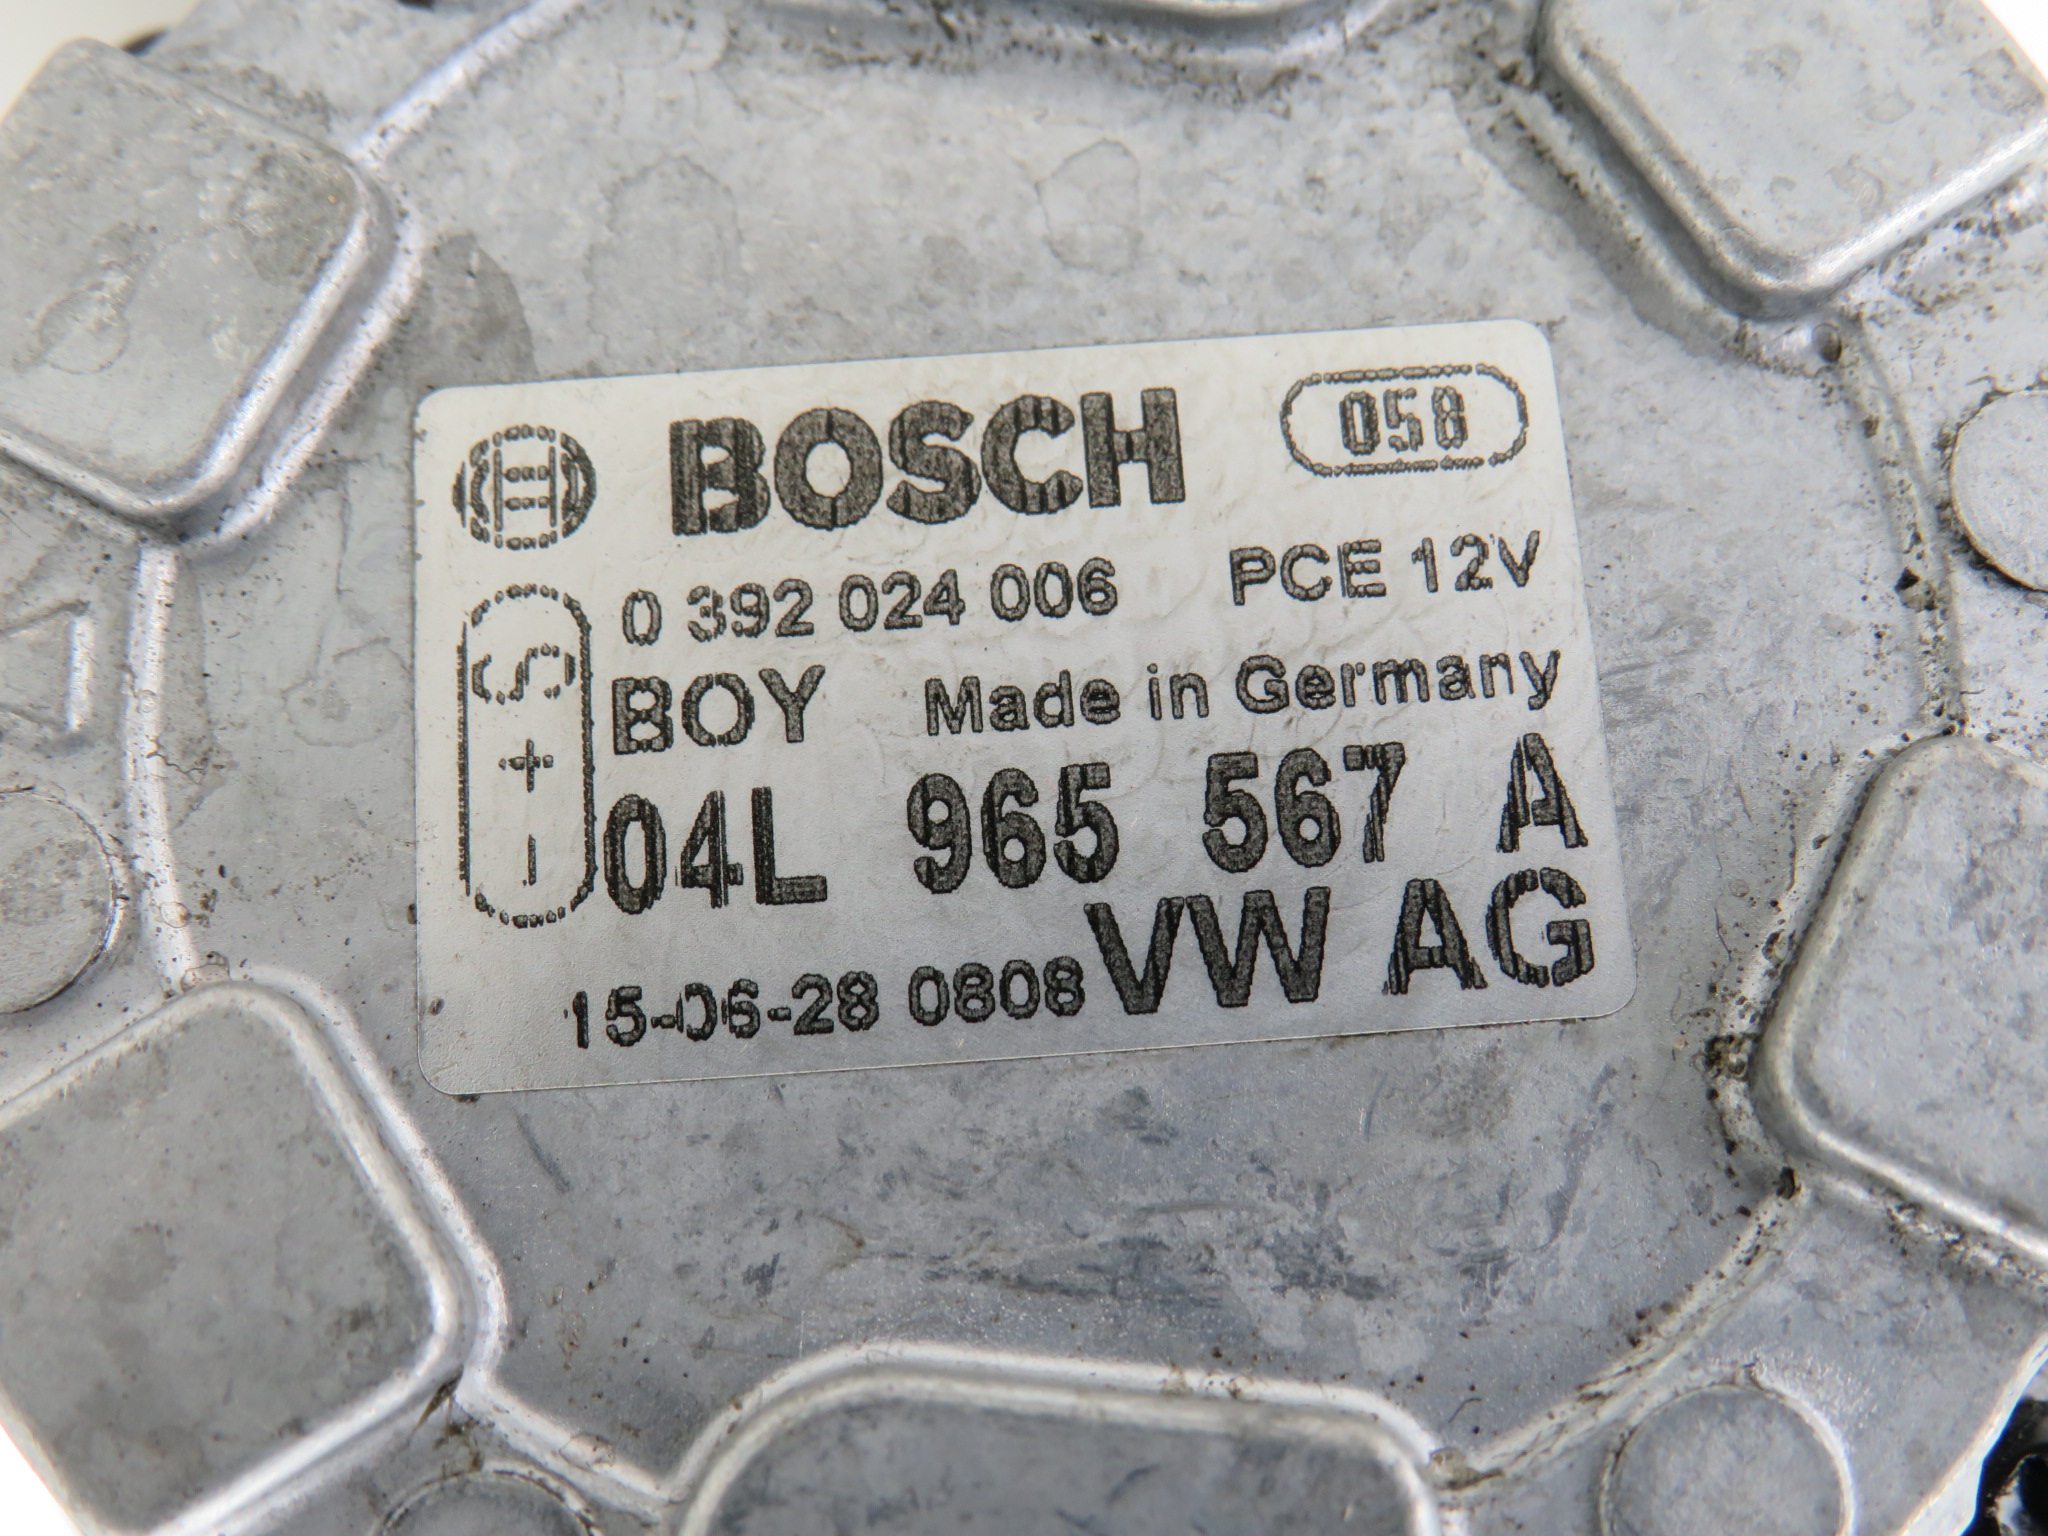 BOSCH 058
0 392 024 006 PCE 12V
BOY Made in Germany
S + -
04L 965 567 A
15-06-28 0808 VW AG